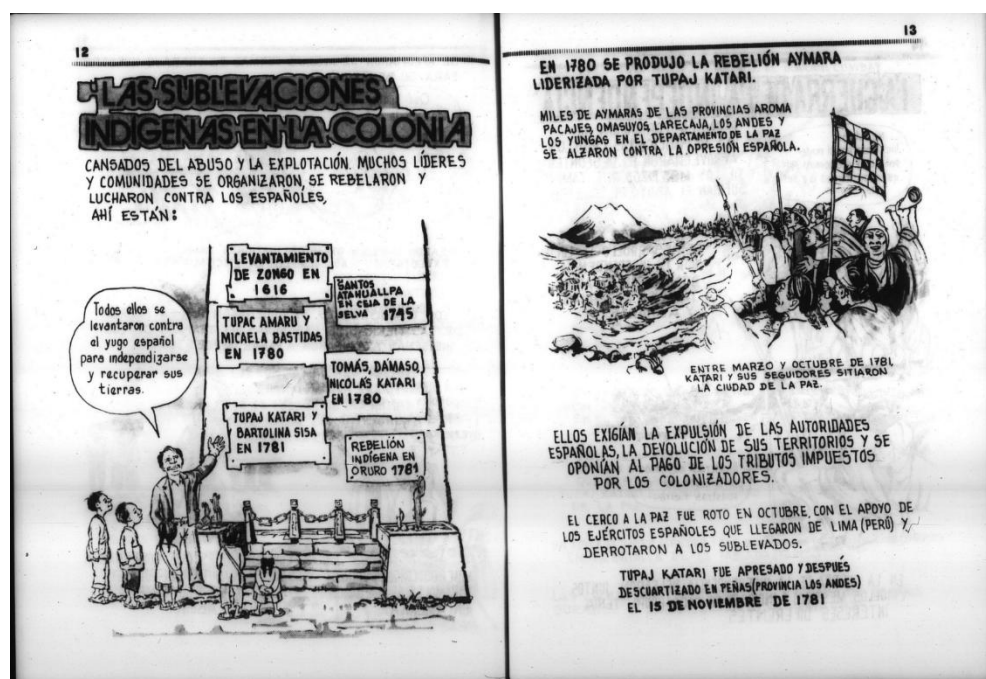 12
LAS SUBLEVACIONES
INDIGENAS EN LA COLONIA
CANSADOS DEL ABUSO Y LA EXPLOTACIÓN. MUCHOS LÍDERES
Y COMUNIDADES SE ORGANIZARON, SE REBELARON Y
LUCHARON CONTRA LOS ESPAÑOLES,
AHÍ ESTÁN:
LEVANTAMIENTO
DE ZONGO EN
1616
SANTOS
ATAHUALLPA
EN CEJA DE LA
SELVA 1745
TUPAC AMARU Y
MICAELA BASTIDAS
EN 1780
TOMÁS, DÁMASO,
NICOLÁS KATARI
EN 1780
TUPAJ KATARI Y
BARTOLINA SISA
EN 1781
REBELIÓN
INDÍGENA EN
ORURO 1781
Todos ellos se
levantaron contra
el yugo español
para independizarse
y recuperar sus
tierras.
13
EN 1780 SE PRODUJO LA REBELIÓN AYMARA
LIDERIZADA POR TUPAJ KATARI.
MILES DE AYMARAS DE LAS PROVINCIAS AROMA
PACAJES, OMASUYOS, LARECAJA, LOS ANDES Y
LOS YUNGAS EN EL DEPARTAMENTO DE LA PAZ
SE ALZARON CONTRA LA OPRESIÓN ESPAÑOLA.
ENTRE MARZO Y OCTUBRE DE 1781,
KATARI Y SUS SEGUIDORES SITIARON
LA CIUDAD DE LA PAZ.
ELLOS EXIGÍAN LA EXPULSIÓN DE LAS AUTORIDADES
ESPAÑOLAS, LA DEVOLUCIÓN DE SUS TERRITORIOS Y SE
OPONÍAN AL PAGO DE LOS TRIBUTOS IMPUESTOS
POR LOS COLONIZADORES.
EL CERCO A LA PAZ FUE ROTO EN OCTUBRE, CON EL APOYO DE
LOS EJÉRCITOS ESPAÑOLES QUE LLEGARON DE LIMA (PERÚ) Y,
DERROTARON A LOS SUBLEVADOS.
TUPAJ KATARI FUE APRESADO Y DESPUÉS
DESCUARTIZADO EN PEÑAS (PROVINCIA LOS ANDES)
EL 15 DE NOVIEMBRE DE 1781